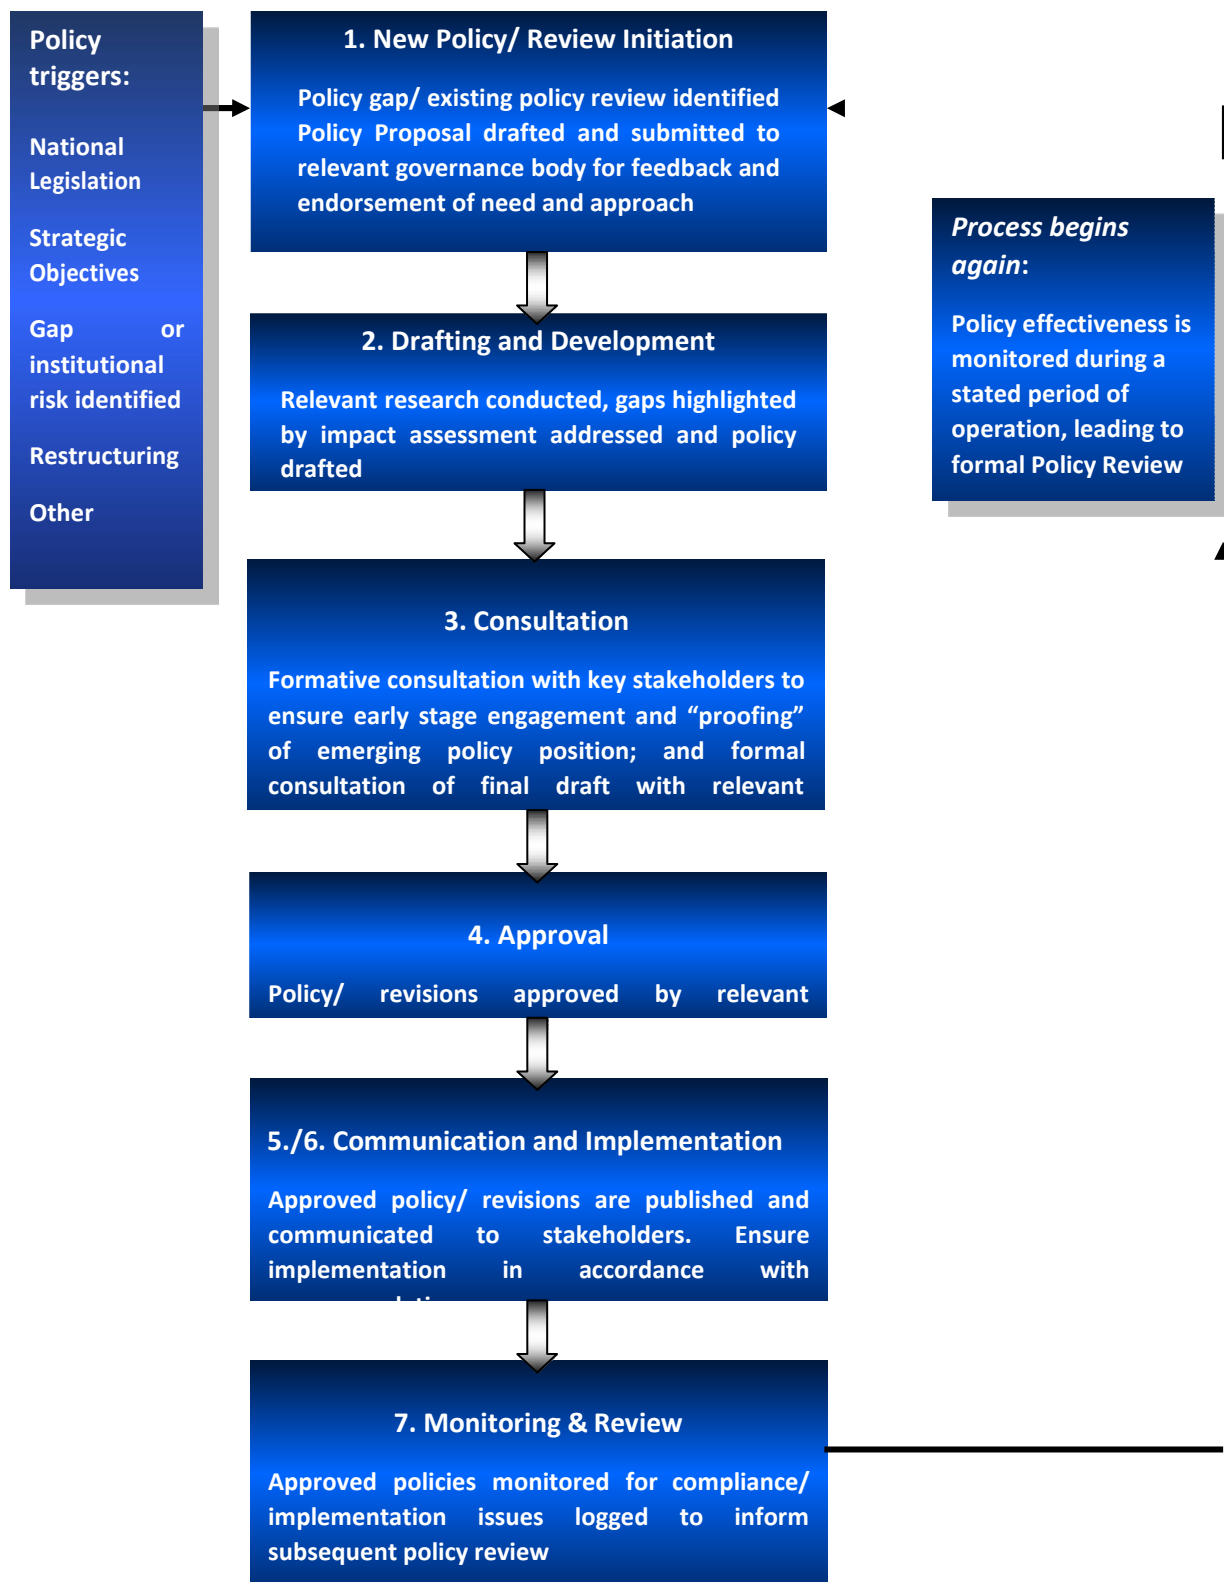 Policy
triggers:
National
Legislation
Strategic
Objectives
Gap or
institutional
risk identified
Restructuring
Other
1. New Policy/ Review Initiation
Policy gap/ existing policy review identified
Policy Proposal drafted and submitted to
relevant governance body for feedback and
endorsement of need and approach
2. Drafting and Development
Relevant research conducted, gaps highlighted
by impact assessment addressed and policy
drafted
3. Consultation
Formative consultation with key stakeholders to
ensure early stage engagement and “proofing”
of emerging policy position; and formal
consultation of final draft with relevant
4. Approval
Policy/ revisions approved by relevant
5./6. Communication and Implementation
Approved policy/ revisions are published and
communicated to stakeholders. Ensure
implementation in accordance with
7. Monitoring & Review
Approved policies monitored for compliance/
implementation issues logged to inform
subsequent policy review
Process begins
again:
Policy effectiveness is
monitored during a
stated period of
operation, leading to
formal Policy Review